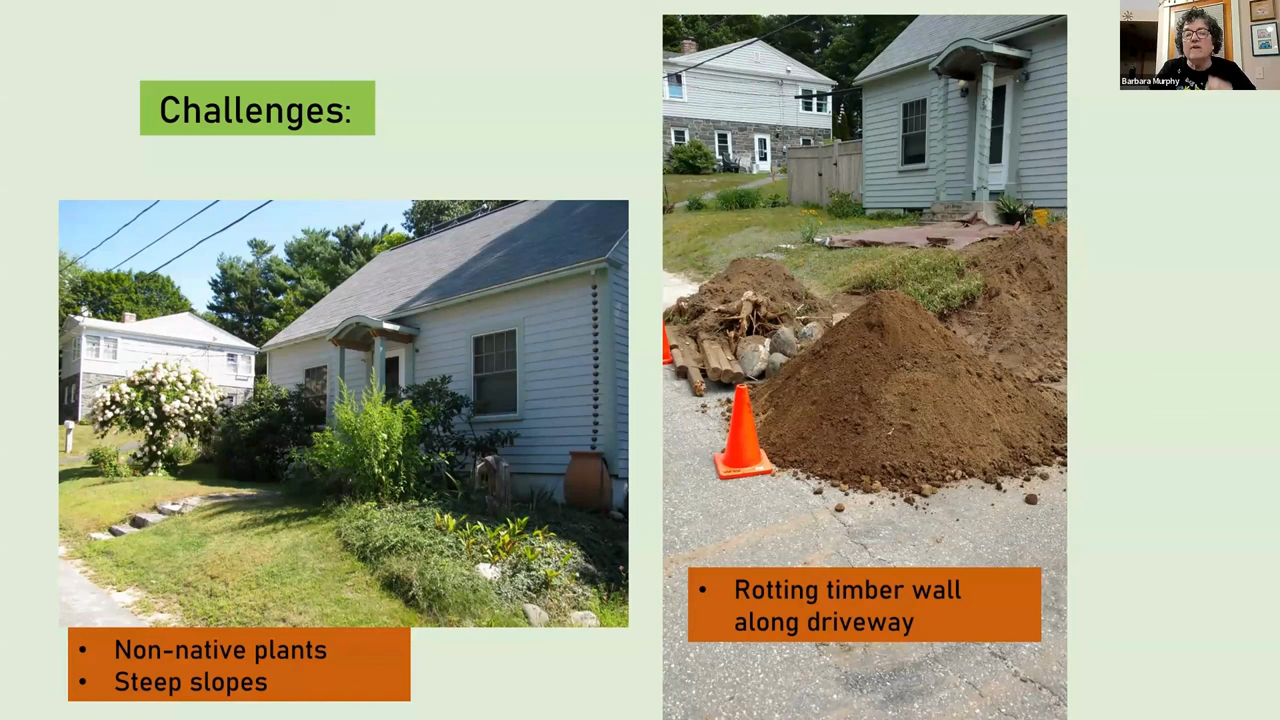 Challenges:
Barbara Murphy
• Non-native plants
• Steep slopes
• Rotting timber wall
along driveway